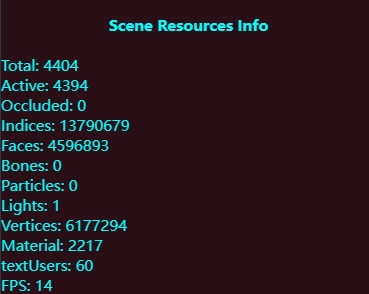 Scene Resources Info
Total: 4404
Active: 4394
Occluded: 0
Indices: 13790679
Faces: 4596893
Bones: 0
Particles: 0
Lights: 1
Vertices: 6177294
Material: 2217
textUsers: 60
FPS: 14